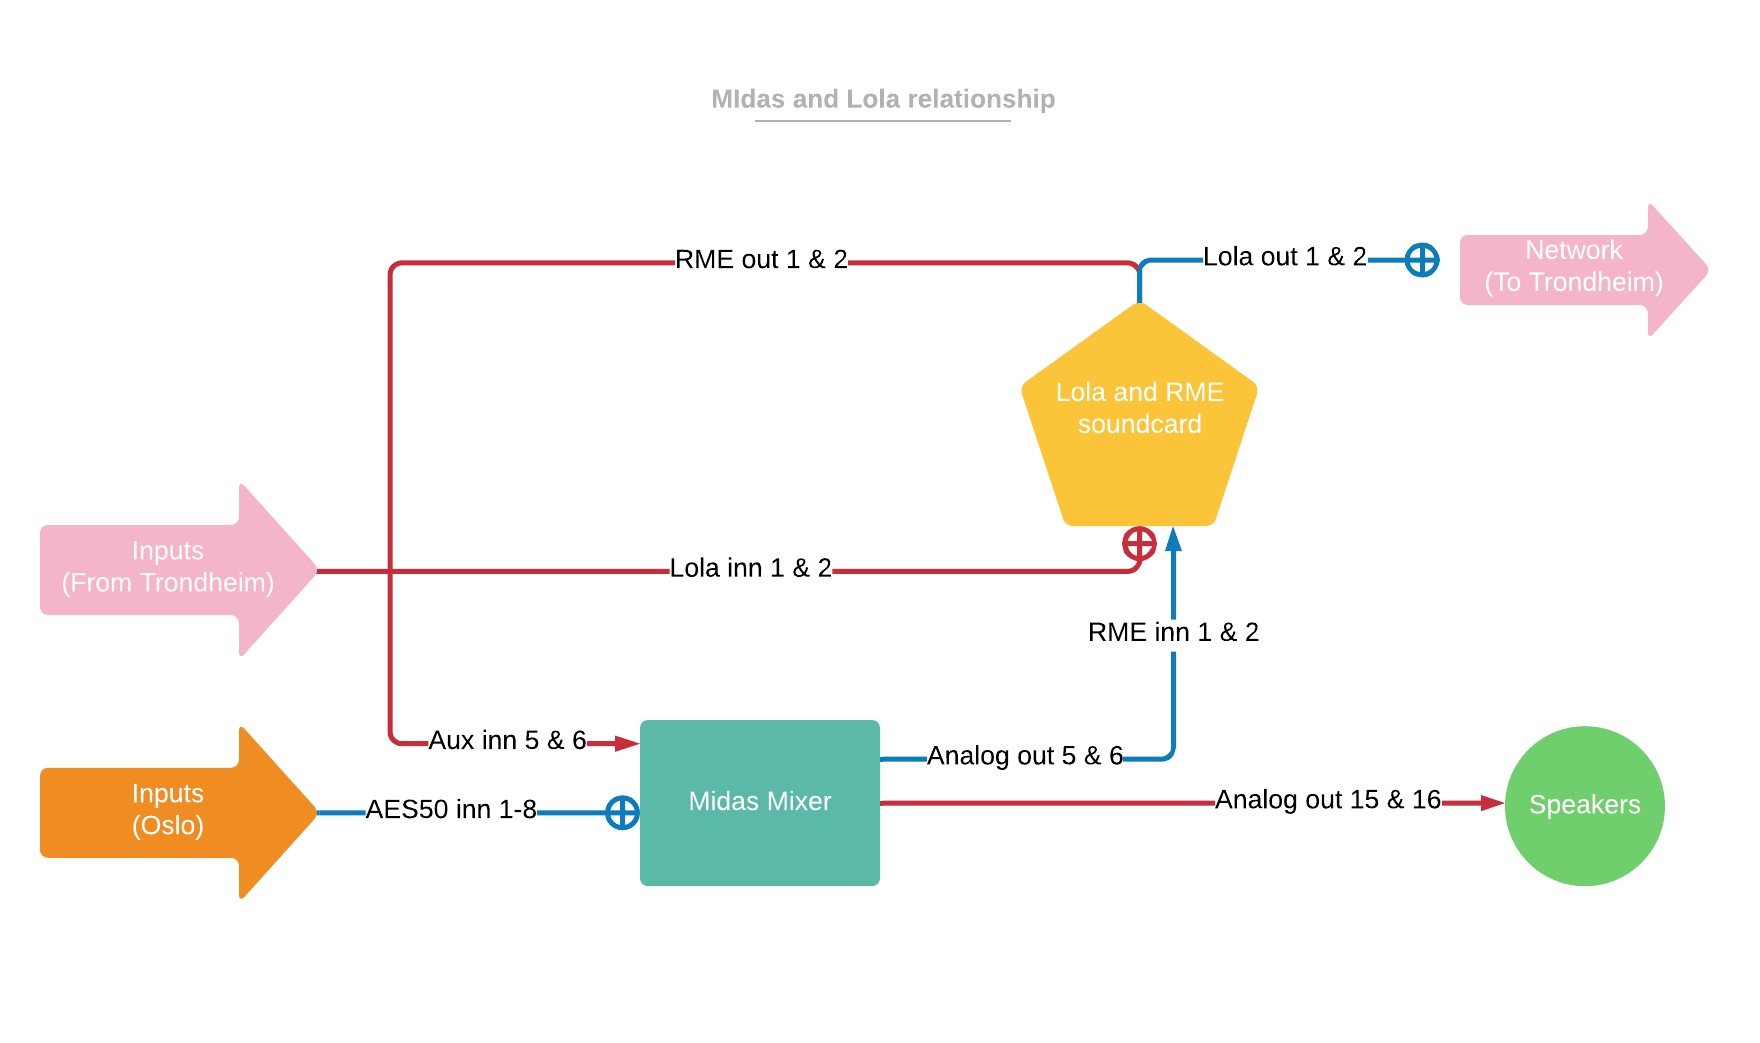 MIdas and Lola relationship
RME out 1 & 2
Lola out 1 & 2
Network
(To Trondheim)
Lola and RME
soundcard
Inputs
(From Trondheim)
Lola inn 1 & 2
RME inn 1 & 2
Aux inn 5 & 6
Analog out 5 & 6
Inputs
(Oslo)
AES50 inn 1-8
Midas Mixer
Analog out 15 & 16
Speakers